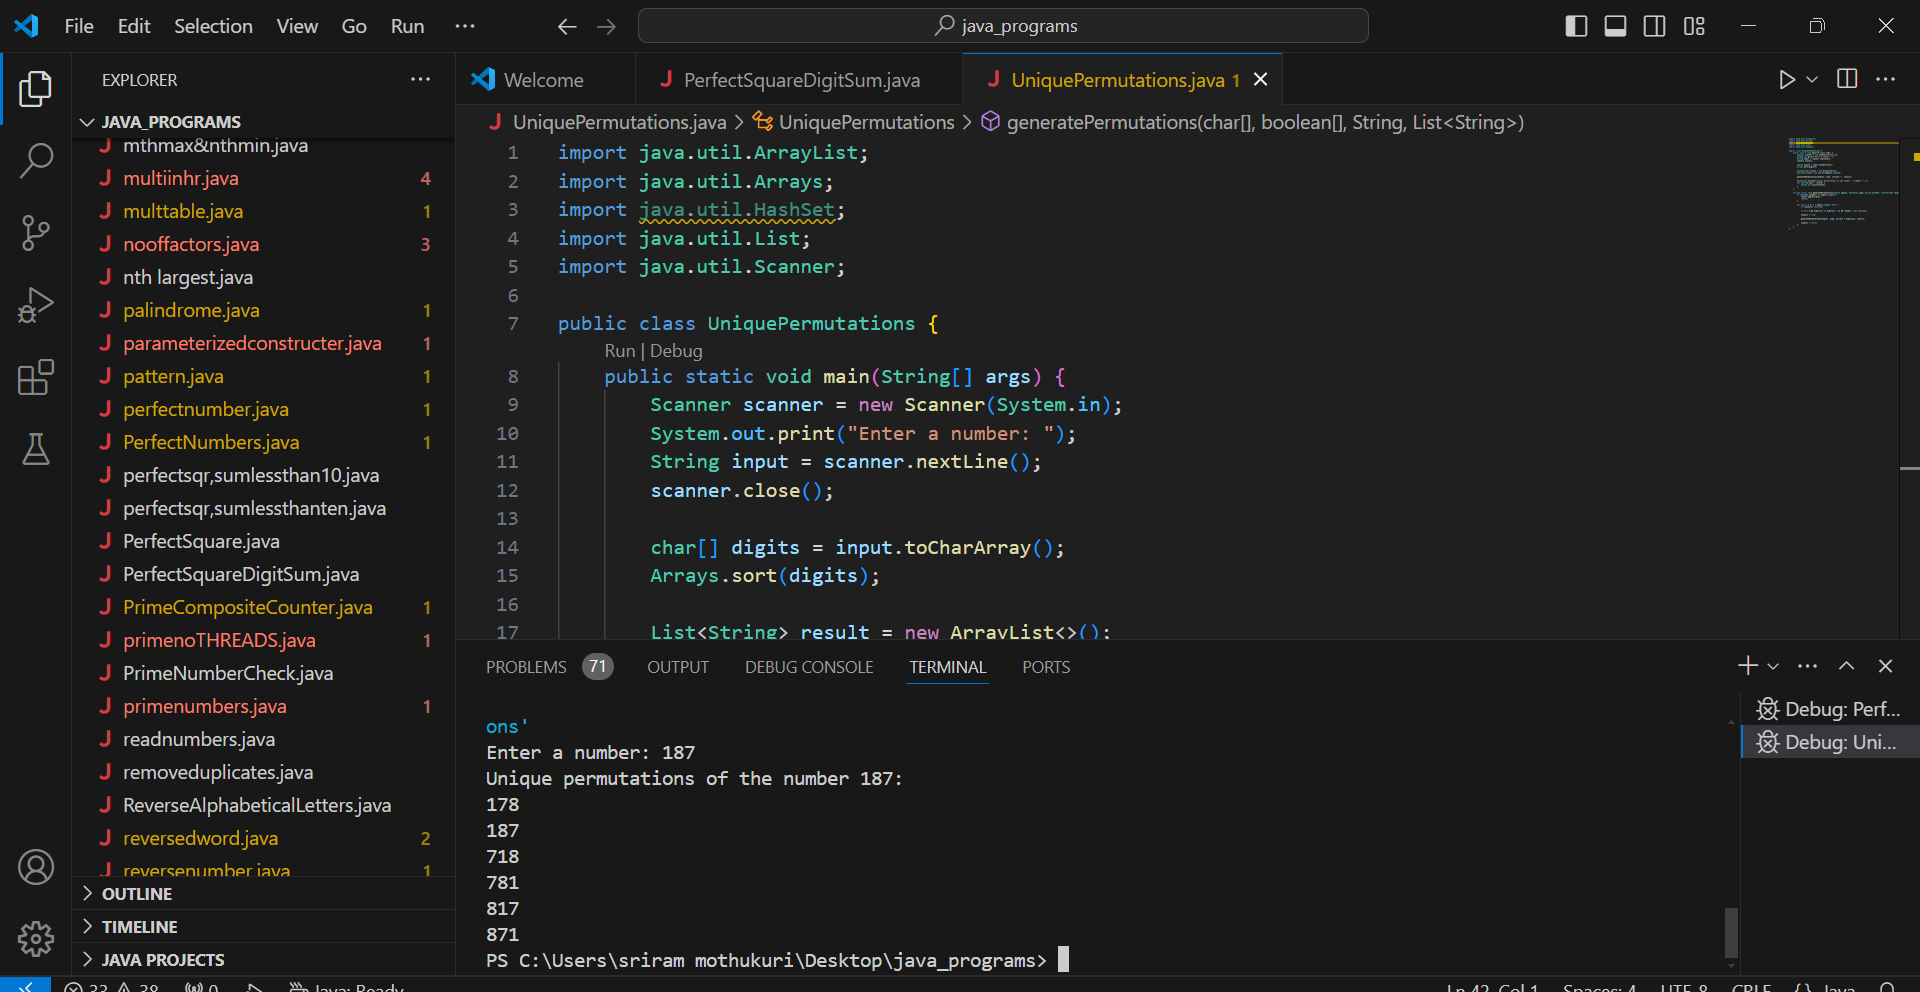 File Edit Selection View Go Run ···
java_programs
EXPLORER
JAVA_PROGRAMS
mthmax&nthmin.java
multiinhr.java 4
multtable.java 1
nooffactors.java 3
nth largest.java
palindrome.java 1
parameterizedconstructer.java 1
pattern.java 1
perfectnumber.java 1
PerfectNumbers.java 1
perfectsqr,sumlessthan10.java
perfectsqr,sumlessthanten.java
PerfectSquare.java
PerfectSquareDigitSum.java
PrimeCompositeCounter.java 1
primenoTHREADS.java 1
PrimeNumberCheck.java
primenumbers.java 1
readnumbers.java
removeduplicates.java
ReverseAlphabeticalLetters.java
reversedword.java 2
reversenumber.java 1
OUTLINE
TIMELINE
JAVA PROJECTS
Welcome PerfectSquareDigitSum.java UniquePermutations.java 1
UniquePermutations.java > UniquePermutations > generatePermutations(char[], boolean[], String, List<String>)
1 import java.util.ArrayList;
2 import java.util.Arrays;
3 import java.util.HashSet;
4 import java.util.List;
5 import java.util.Scanner;
6
7 public class UniquePermutations {
Run | Debug
8 public static void main(String[] args) {
9 Scanner scanner = new Scanner(System.in);
10 System.out.print("Enter a number: ");
11 String input = scanner.nextLine();
12 scanner.close();
13
14 char[] digits = input.toCharArray();
15 Arrays.sort(digits);
16
17 List<String> result = new ArrayList<>();
PROBLEMS 71 OUTPUT DEBUG CONSOLE TERMINAL PORTS
ons'
Enter a number: 187
Unique permutations of the number 187:
178
187
718
781
817
871
PS C:\Users\sriram mothukuri\Desktop\java_programs>
Debug: Perf...
Debug: Uni...
33 38 0 Java: Ready
Ln 42, Col 1 Spaces: 4 UTF-8 CRLF {} Java